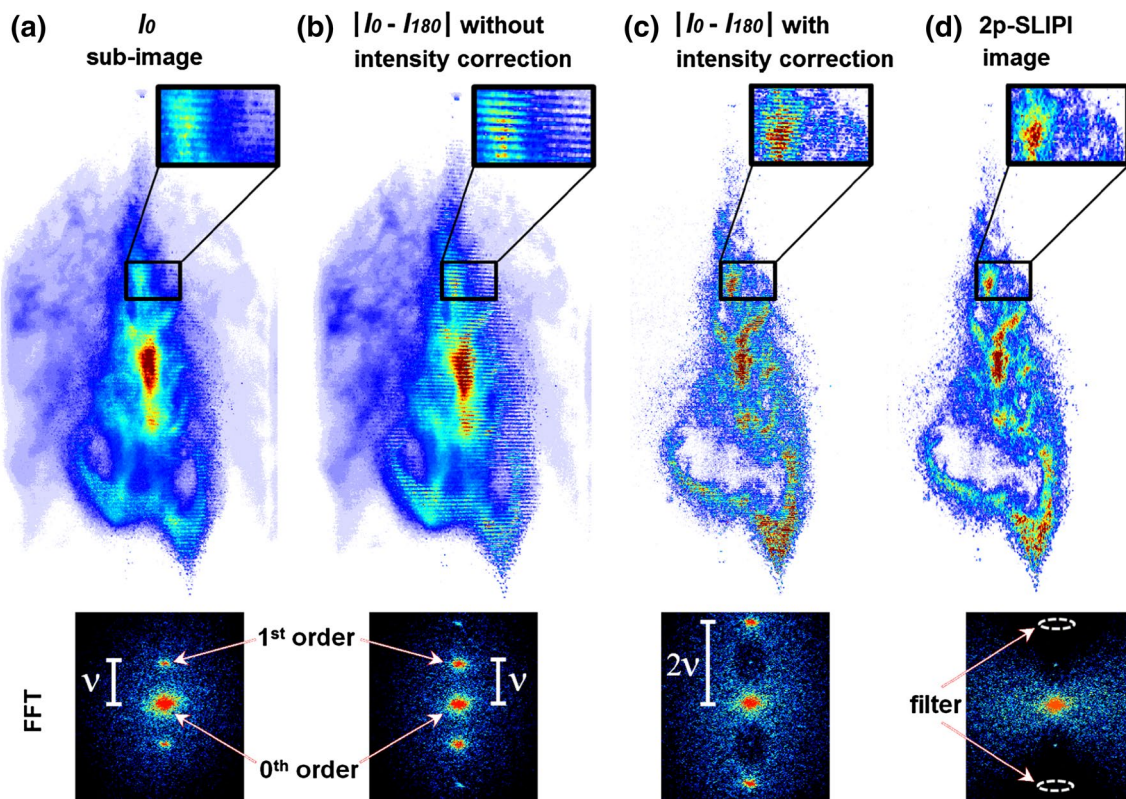 (a) I0
sub-image
(b) |I0 - I180| without
intensity correction
(c) |I0 - I180| with
intensity correction
(d) 2p-SLIPI
image
FFT
ν
1st order
0th order
ν
2ν
filter